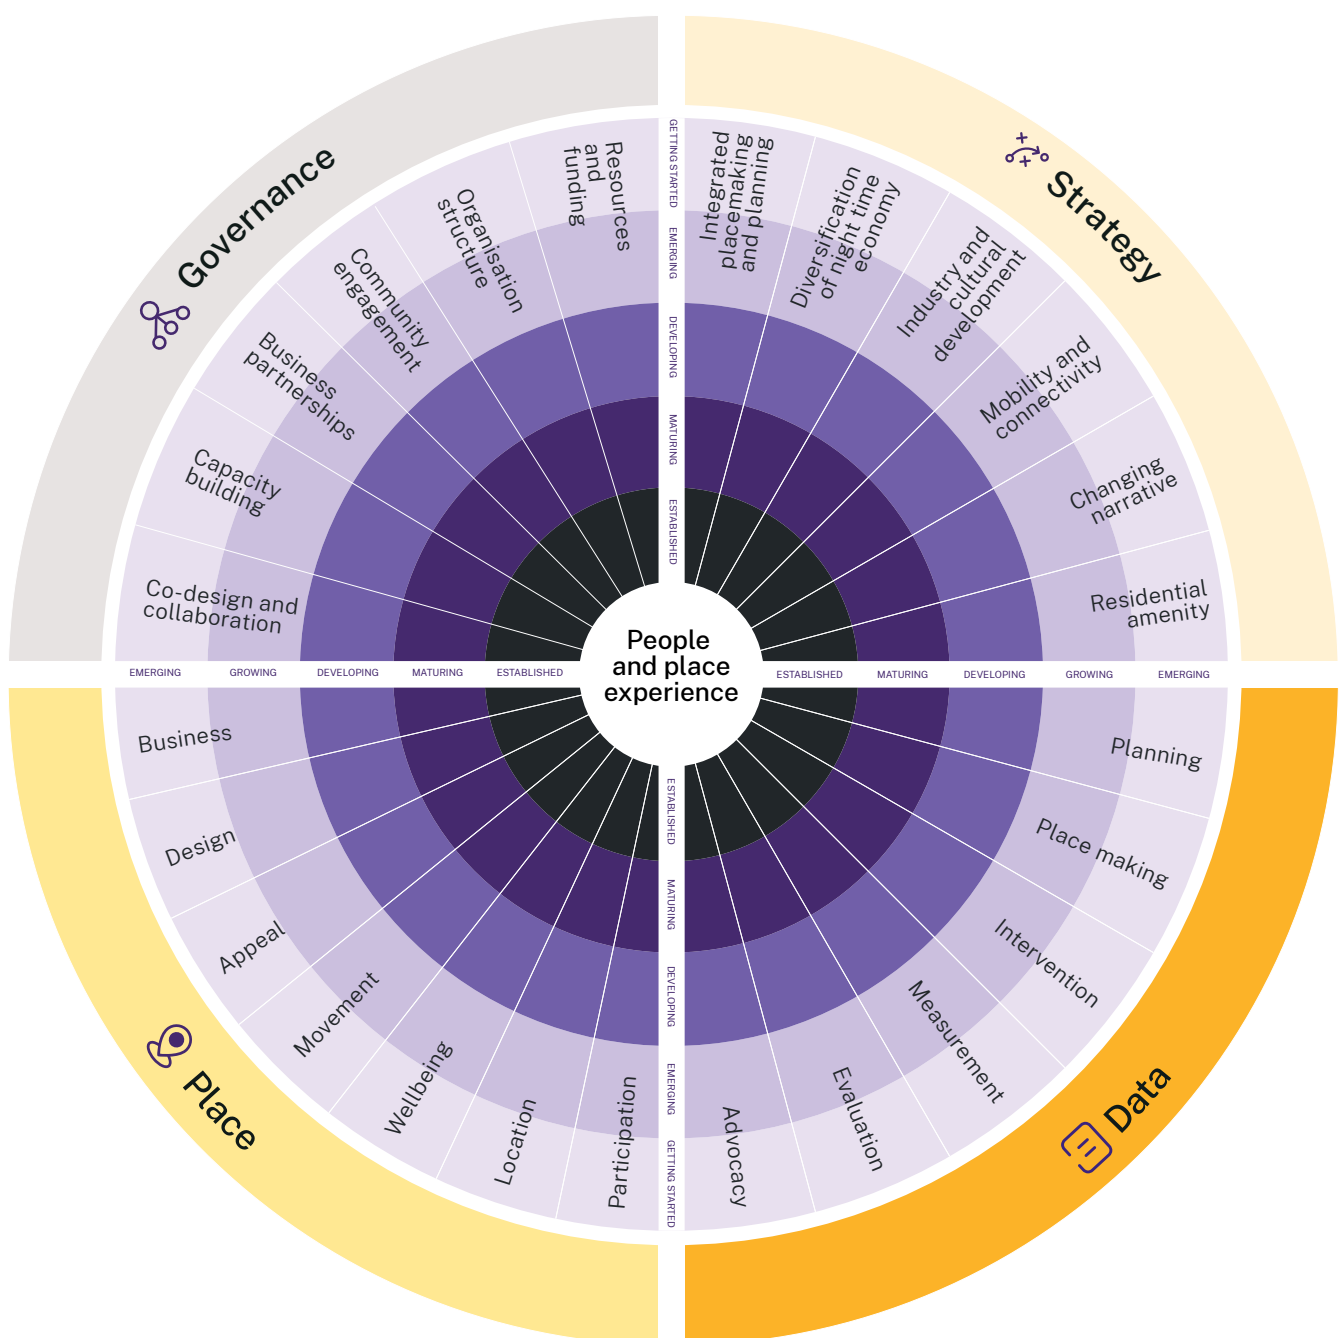 Governance
Resources
and
funding
Organisation
structure
Community
engagement
Business
partnerships
Capacity
building
Co-design and
collaboration
Strategy
Integrated
placemaking
and planning
Diversification
of night time
economy
Industry and
cultural
development
Mobility and
connectivity
Changing
narrative
Residential
amenity
GETTING STARTED
EMERGING
DEVELOPING
MATURING
ESTABLISHED
People
and place
experience
EMERGING
GROWING
DEVELOPING
MATURING
ESTABLISHED
ESTABLISHED
MATURING
DEVELOPING
GROWING
EMERGING
ESTABLISHED
MATURING
DEVELOPING
EMERGING
GETTING STARTED
Place
Business
Design
Appeal
Movement
Wellbeing
Location
Participation
Data
Planning
Place making
Intervention
Measurement
Evaluation
Advocacy